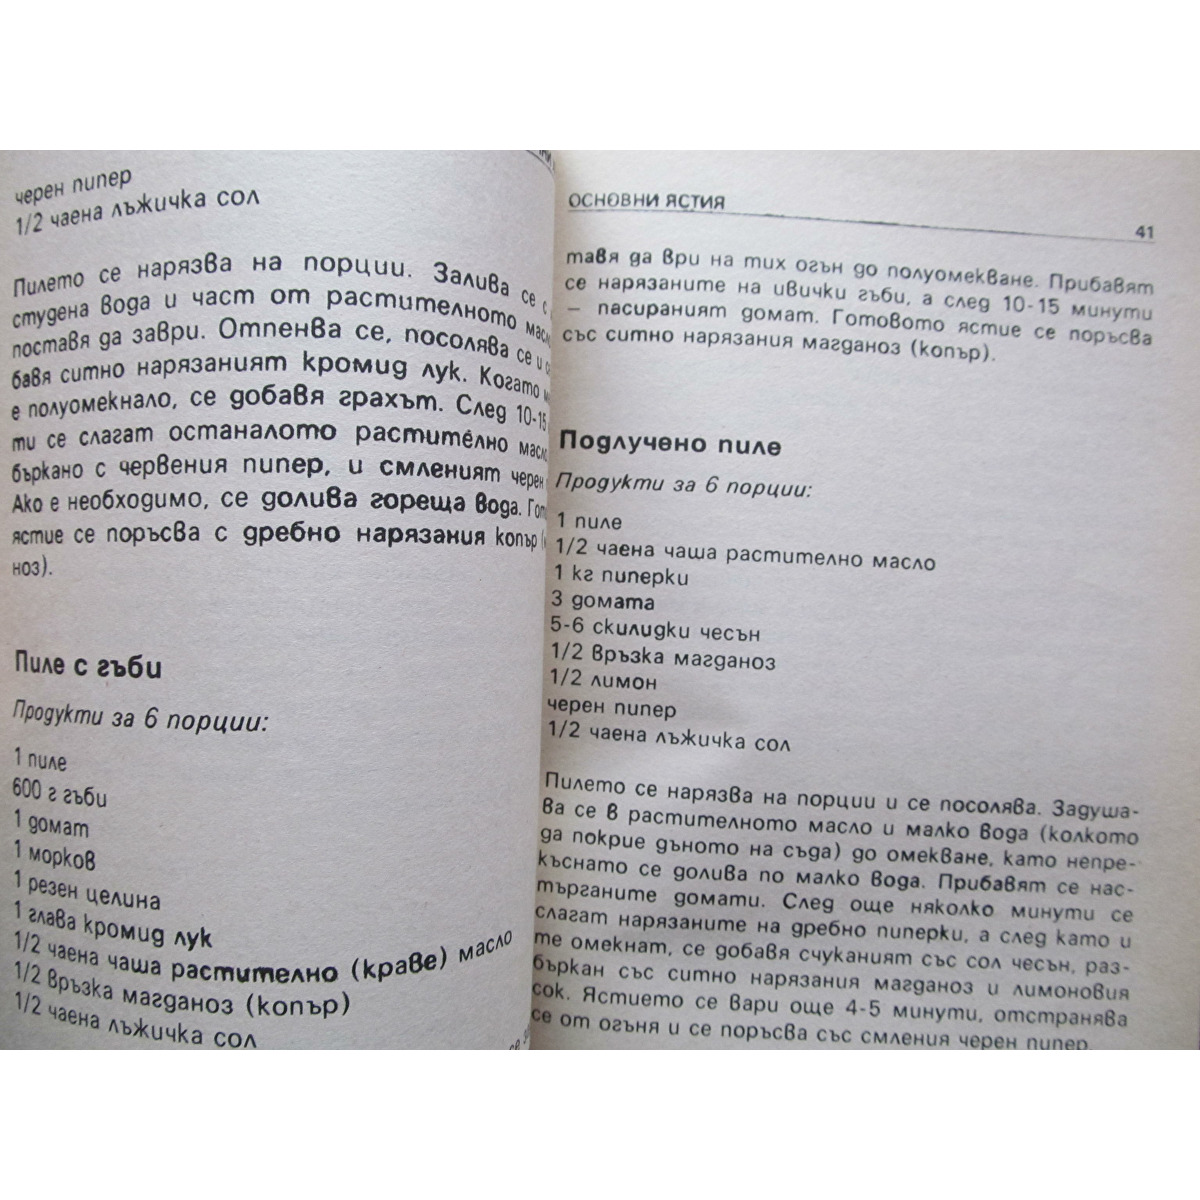 черен пипер
1/2 чаена лъжичка сол
Пилето се нарязва на порции. Залива се с
студена вода и част от растителното масло
поставя да заври. Отпенва се, посолява се и
бавя ситно нарязаният кромид лук. Когато
е полуомекнало, се добавя грахът. След 10-15
ти се слагат останалото растително масло
бъркано с червения пипер, и смленият черен
Ако е необходимо, се долива гореща вода.
ястие се поръсва с дребно нарязания копър
ноз).
Пиле с гъби
Продукти за 6 порции:
1 пиле
600 г гъби
1 домат
1 морков
1 резен целина
1 глава кромид лук
1/2 чаена чаша растително (краве) масло
1/2 връзка магданоз (копър)
1/2 чаена лъжичка сол
ОСНОВНИ ЯСТИЯ
41
тавя да ври на тих огън до полуомекване. Прибавят
се нарязаните на ивички гъби, а след 10-15 минути
– пасираният домат. Готовото ястие се поръсва
със ситно нарязания магданоз (копър).
Подлучено пиле
Продукти за 6 порции:
1 пиле
1/2 чаена чаша растително масло
1 кг пиперки
3 домата
5-6 скилидки чесън
1/2 връзка магданоз
1/2 лимон
черен пипер
1/2 чаена лъжичка сол
Пилето се нарязва на порции и се посолява. Задуша-
ва се в растителното масло и малко вода (колкото
да покрие дъното на съда) до омекване, като непре-
къснато се долива по малко вода. Прибавят се нас-
търганите домати. След още няколко минути се
слагат нарязаните на дребно пиперки, а след като и
те омекнат, се добавя счуканият със сол чесън, раз-
бъркан със ситно нарязания магданоз и лимоновия
сок. Ястието се вари още 4-5 минути, отстранява
се от огъня и се поръсва със смления черен пипер.